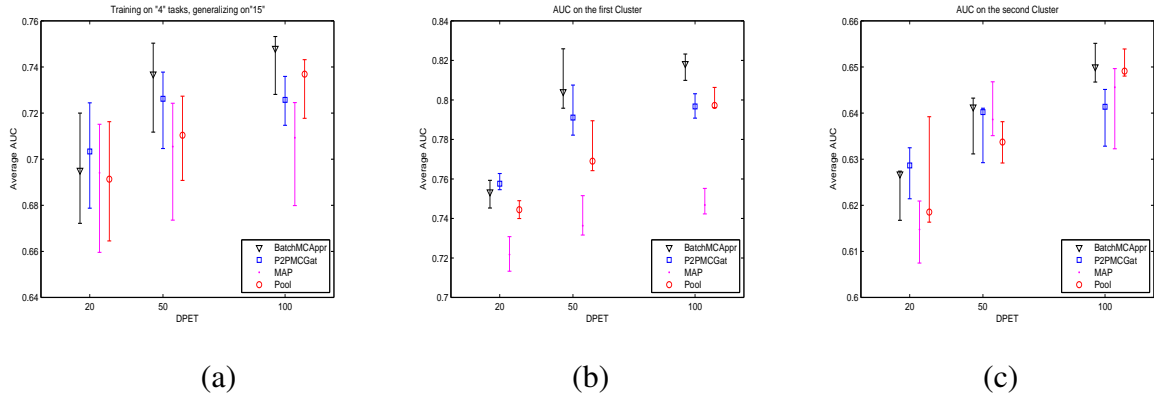 Training on "4" tasks, generalizing on"15"
0.76
0.74
0.72
0.7
0.68
0.66
0.64
Average AUC
20
50
100
DPET
BatchMCAppr
P2PMCGat
MAP
Pool
(a)
AUC on the first Cluster
0.84
0.82
0.8
0.78
0.76
0.74
0.72
0.7
Average AUC
20
50
100
DPET
BatchMCAppr
P2PMCGat
MAP
Pool
(b)
AUC on the second Cluster
0.66
0.65
0.64
0.63
0.62
0.61
0.6
Average AUC
20
50
100
DPET
BatchMCAppr
P2PMCGat
MAP
Pool
(c)